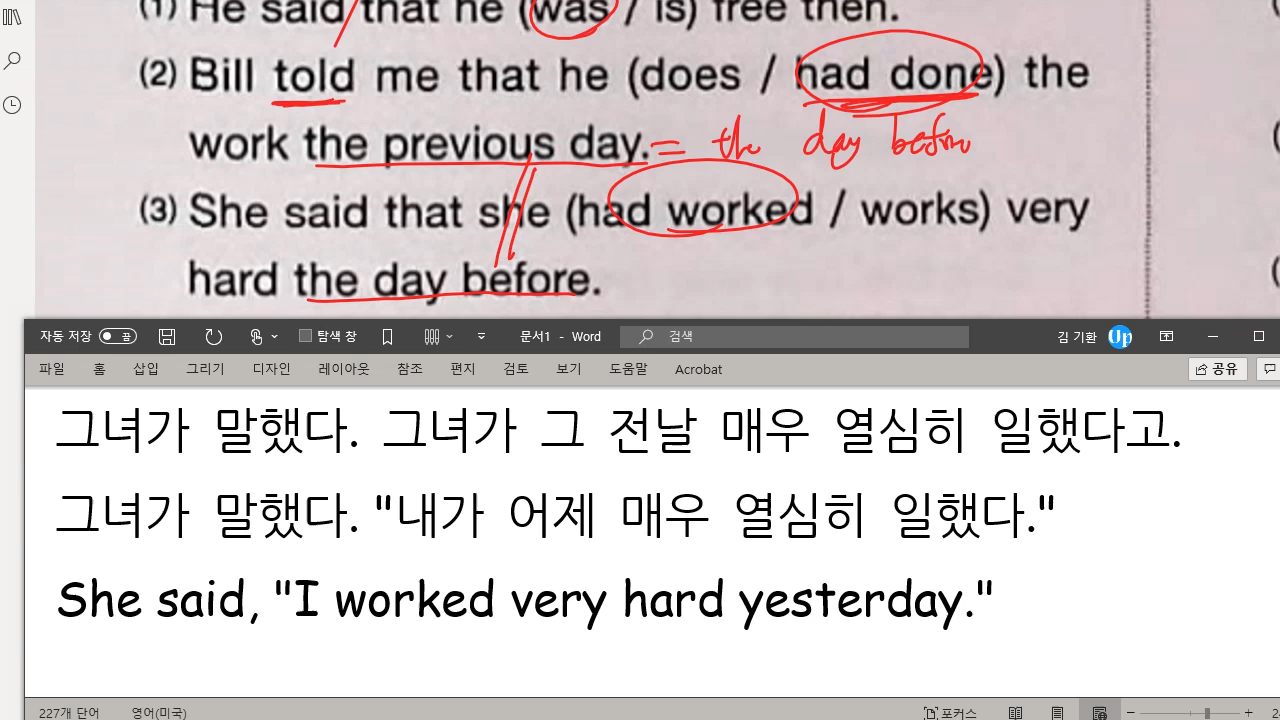 (1) He said that he (was / is) free then.
(2) Bill told me that he (does / had done) the
work the previous day. = the day before
(3) She said that she (had worked / works) very
hard the day before.
자동 저장 끔 탐색 창 문서1 - Word 검색 김 기환 Up
파일 홈 삽입 그리기 디자인 레이아웃 참조 편지 검토 보기 도움말 Acrobat 공유
그녀가 말했다. 그녀가 그 전날 매우 열심히 일했다고.
그녀가 말했다. "내가 어제 매우 열심히 일했다."
She said, "I worked very hard yesterday."
227개 단어 영어(미국) 포커스